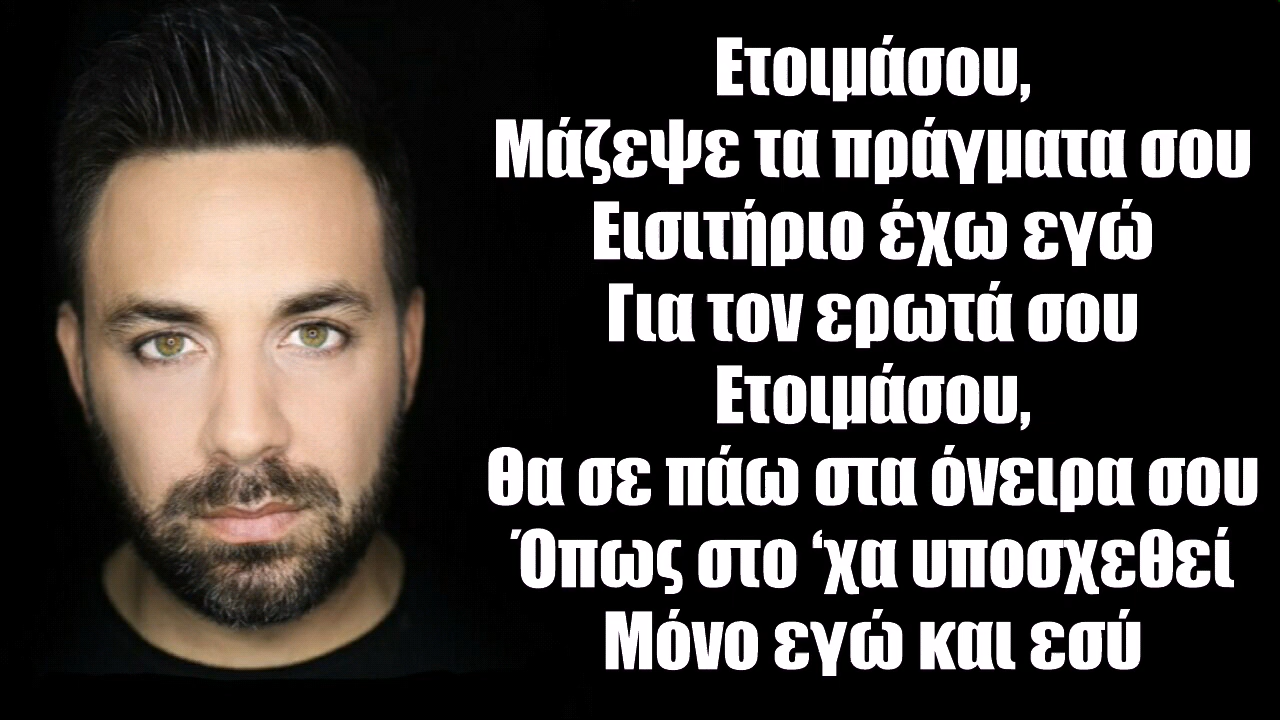 Ετοιμάσου,
Μάζεψε τα πράγματα σου
Εισιτήριο έχω εγώ
Για τον ερωτά σου
Ετοιμάσου,
θα σε πάω στα όνειρα σου
Όπως στο ‘χα υποσχεθεί
Μόνο εγώ και εσύ